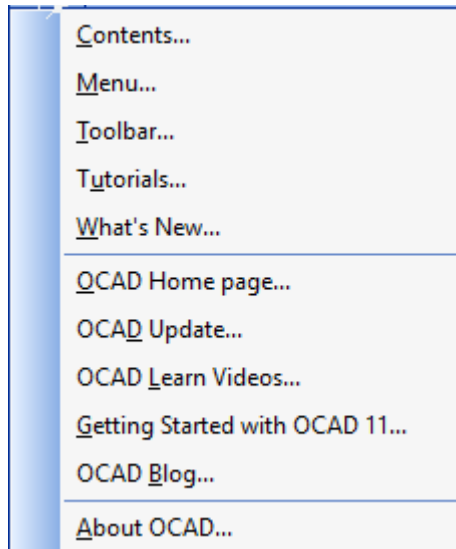 Contents...
Menu...
Toolbar...
Tutorials...
What's New...
OCAD Home page...
OCAD Update...
OCAD Learn Videos...
Getting Started with OCAD 11...
OCAD Blog...
About OCAD...